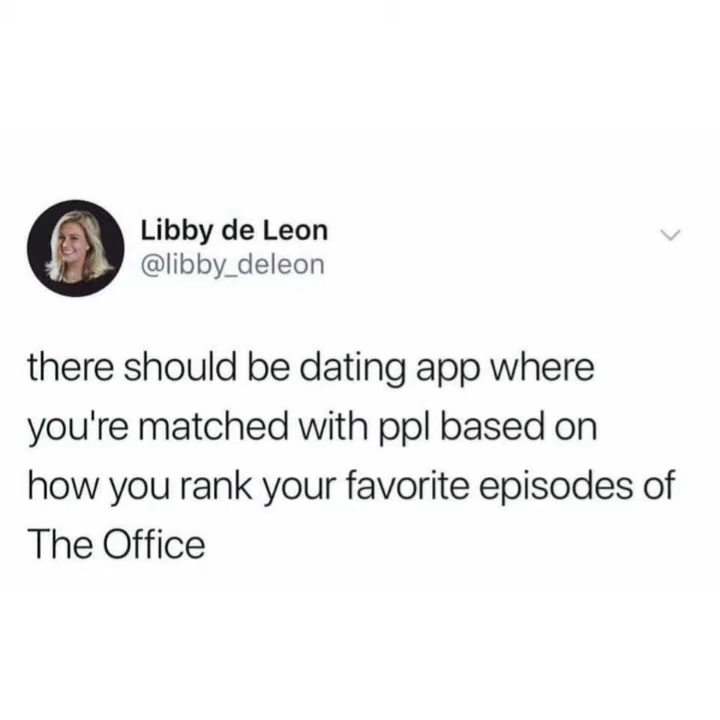 Libby de Leon
@libby_deleon
there should be dating app where
you're matched with ppl based on
how you rank your favorite episodes of
The Office